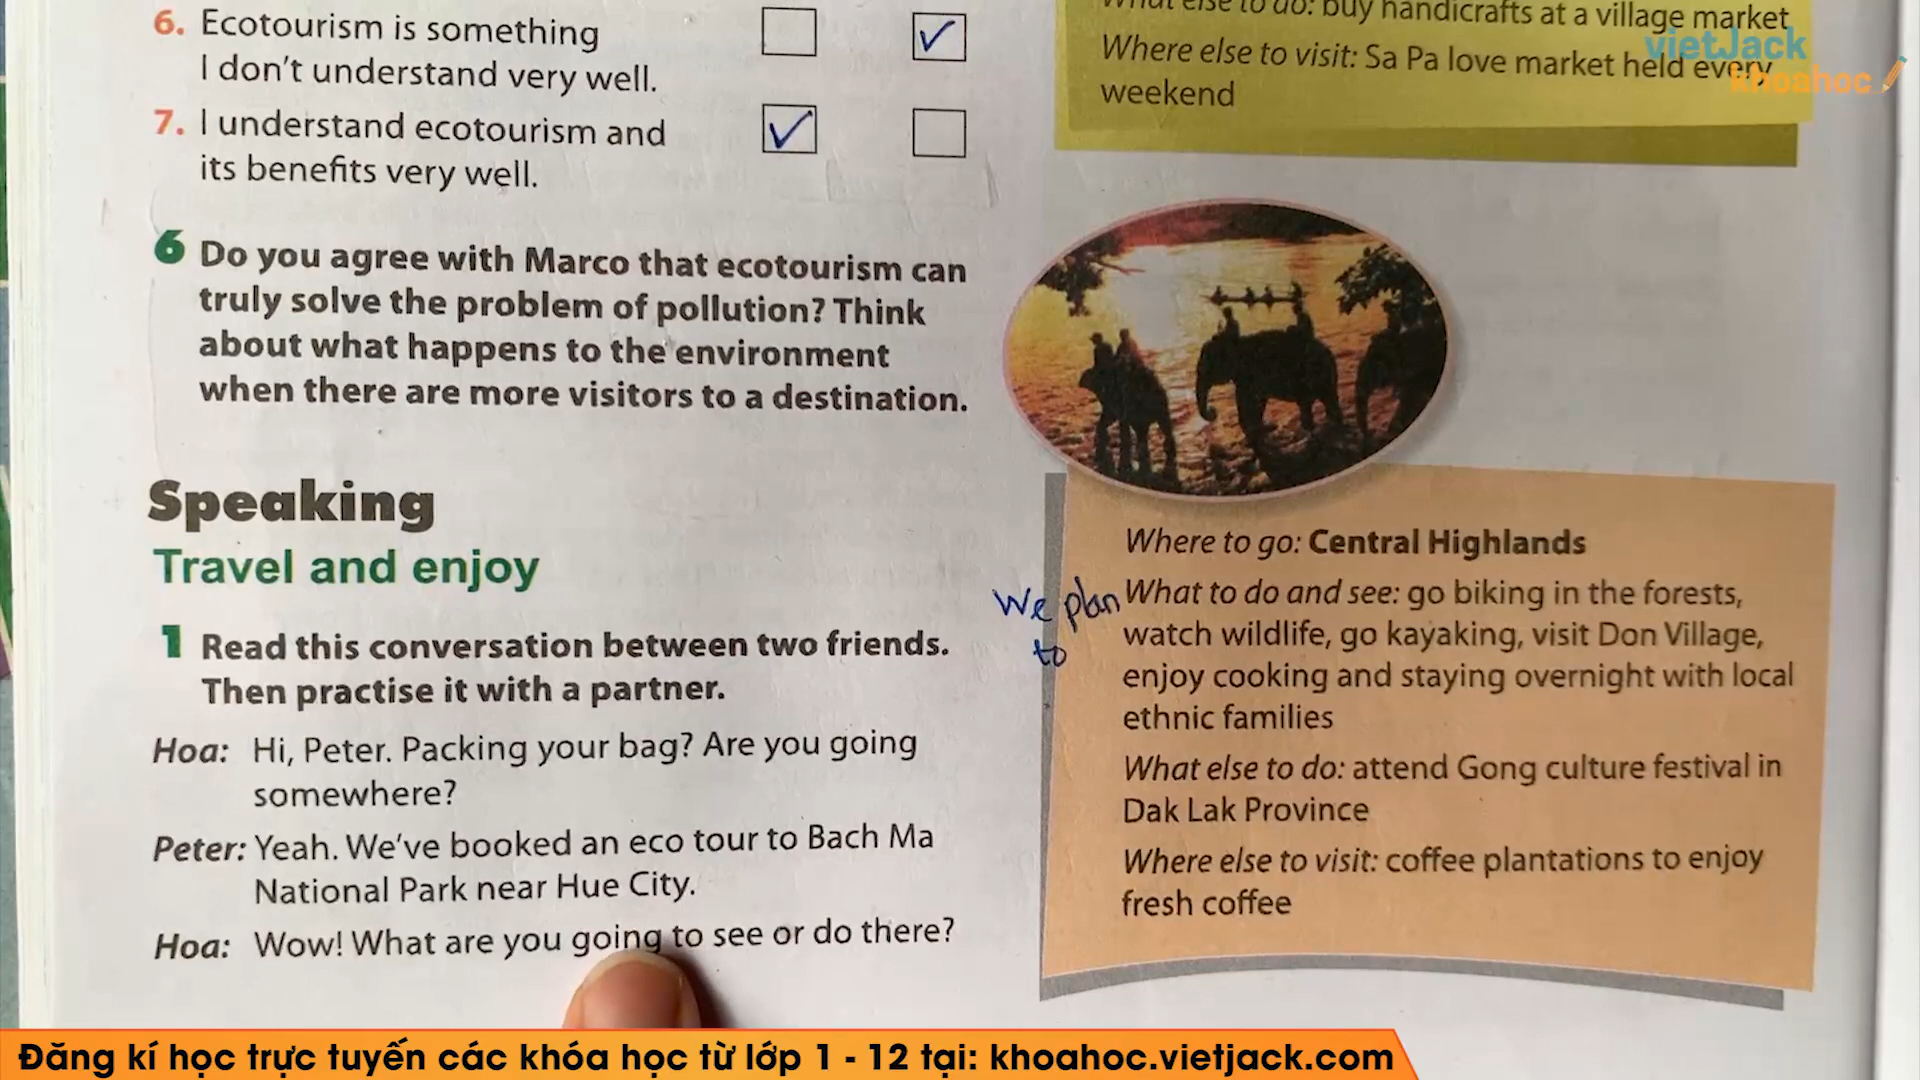 6. Ecotourism is something
I don't understand very well.
7. I understand ecotourism and
its benefits very well.
6 Do you agree with Marco that ecotourism can
truly solve the problem of pollution? Think
about what happens to the environment
when there are more visitors to a destination.
Speaking
Travel and enjoy
1 Read this conversation between two friends.
Then practise it with a partner.
Hoa: Hi, Peter. Packing your bag? Are you going
somewhere?
Peter: Yeah. We've booked an eco tour to Bach Ma
National Park near Hue City.
Hoa: Wow! What are you going to see or do there?
What else to do: buy handicrafts at a village market
Where else to visit: Sa Pa love market held every
weekend
vietJack
khoahoc
Where to go: Central Highlands
We plan
to
What to do and see: go biking in the forests,
watch wildlife, go kayaking, visit Don Village,
enjoy cooking and staying overnight with local
ethnic families
What else to do: attend Gong culture festival in
Dak Lak Province
Where else to visit: coffee plantations to enjoy
fresh coffee
Đăng kí học trực tuyến các khóa học từ lớp 1 - 12 tại: khoahoc.vietjack.com